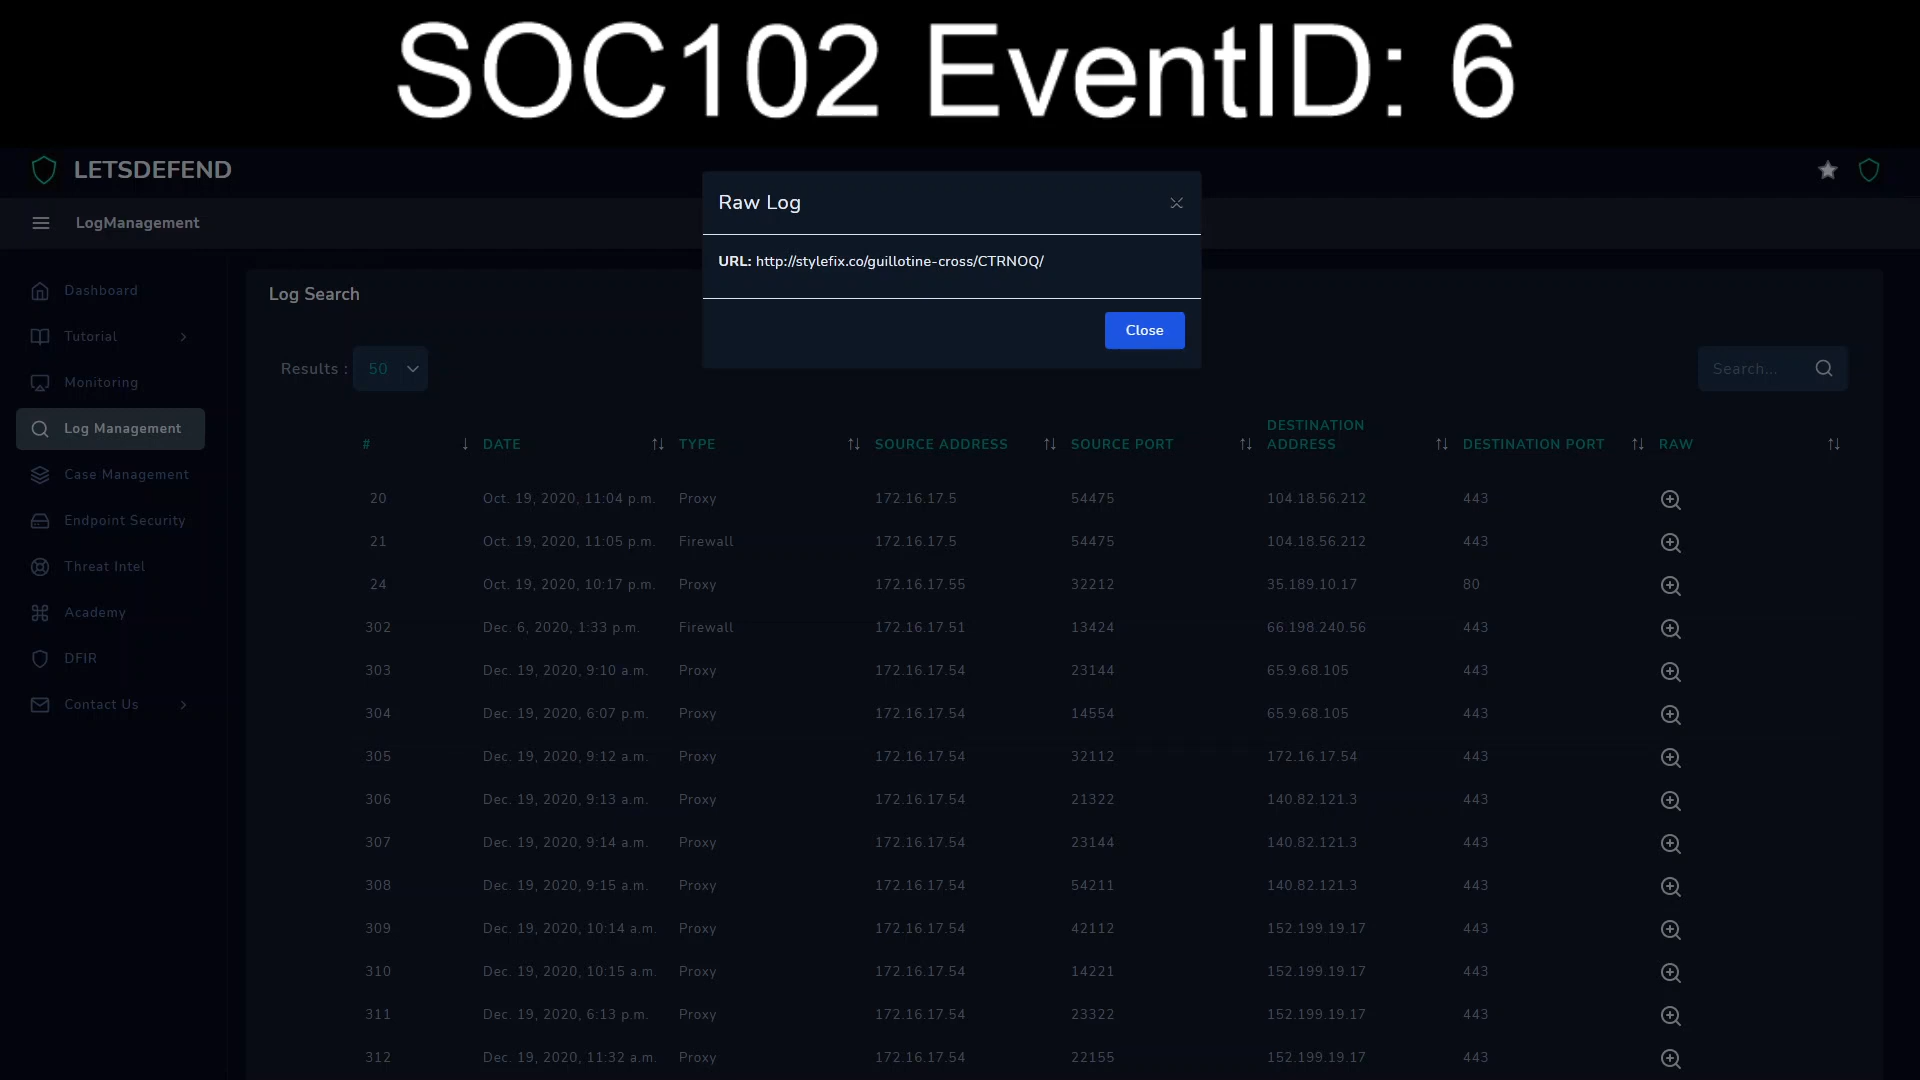 SOC102 EventID: 6
LETSDEFEND
LogManagement
Raw Log
URL: http://stylefix.co/guillotine-cross/CTRNOQ/
Close
Dashboard
Tutorial
Monitoring
Log Management
Case Management
Endpoint Security
Threat Intel
Academy
DFIR
Contact Us
Log Search
Results : 50
Search...
# DATE TYPE SOURCE ADDRESS SOURCE PORT DESTINATION ADDRESS DESTINATION PORT RAW
20 Oct. 19, 2020, 11:04 p.m. Proxy 172.16.17.5 54475 104.18.56.212 443
21 Oct. 19, 2020, 11:05 p.m. Firewall 172.16.17.5 54475 104.18.56.212 443
24 Oct. 19, 2020, 10:17 p.m. Proxy 172.16.17.55 32212 35.189.10.17 80
302 Dec. 6, 2020, 1:33 p.m. Firewall 172.16.17.51 13424 66.198.240.56 443
303 Dec. 19, 2020, 9:10 a.m. Proxy 172.16.17.54 23144 65.9.68.105 443
304 Dec. 19, 2020, 6:07 p.m. Proxy 172.16.17.54 14554 65.9.68.105 443
305 Dec. 19, 2020, 9:12 a.m. Proxy 172.16.17.54 32112 172.16.17.54 443
306 Dec. 19, 2020, 9:13 a.m. Proxy 172.16.17.54 21322 140.82.121.3 443
307 Dec. 19, 2020, 9:14 a.m. Proxy 172.16.17.54 23144 140.82.121.3 443
308 Dec. 19, 2020, 9:15 a.m. Proxy 172.16.17.54 54211 140.82.121.3 443
309 Dec. 19, 2020, 10:14 a.m. Proxy 172.16.17.54 42112 152.199.19.17 443
310 Dec. 19, 2020, 10:15 a.m. Proxy 172.16.17.54 14221 152.199.19.17 443
311 Dec. 19, 2020, 6:13 p.m. Proxy 172.16.17.54 23322 152.199.19.17 443
312 Dec. 19, 2020, 11:32 a.m. Proxy 172.16.17.54 22155 152.199.19.17 443